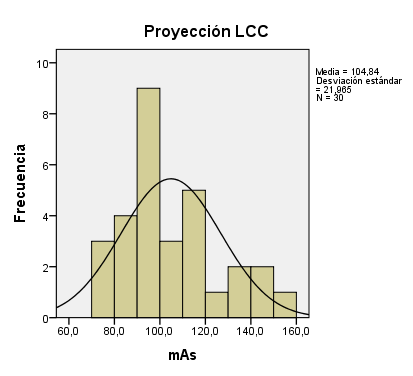 Proyección LCC
Media = 104,84
Desviación estándar
= 21,965
N = 30
Frecuencia
10
8
6
4
2
0
60,0 80,0 100,0 120,0 140,0 160,0
mAs